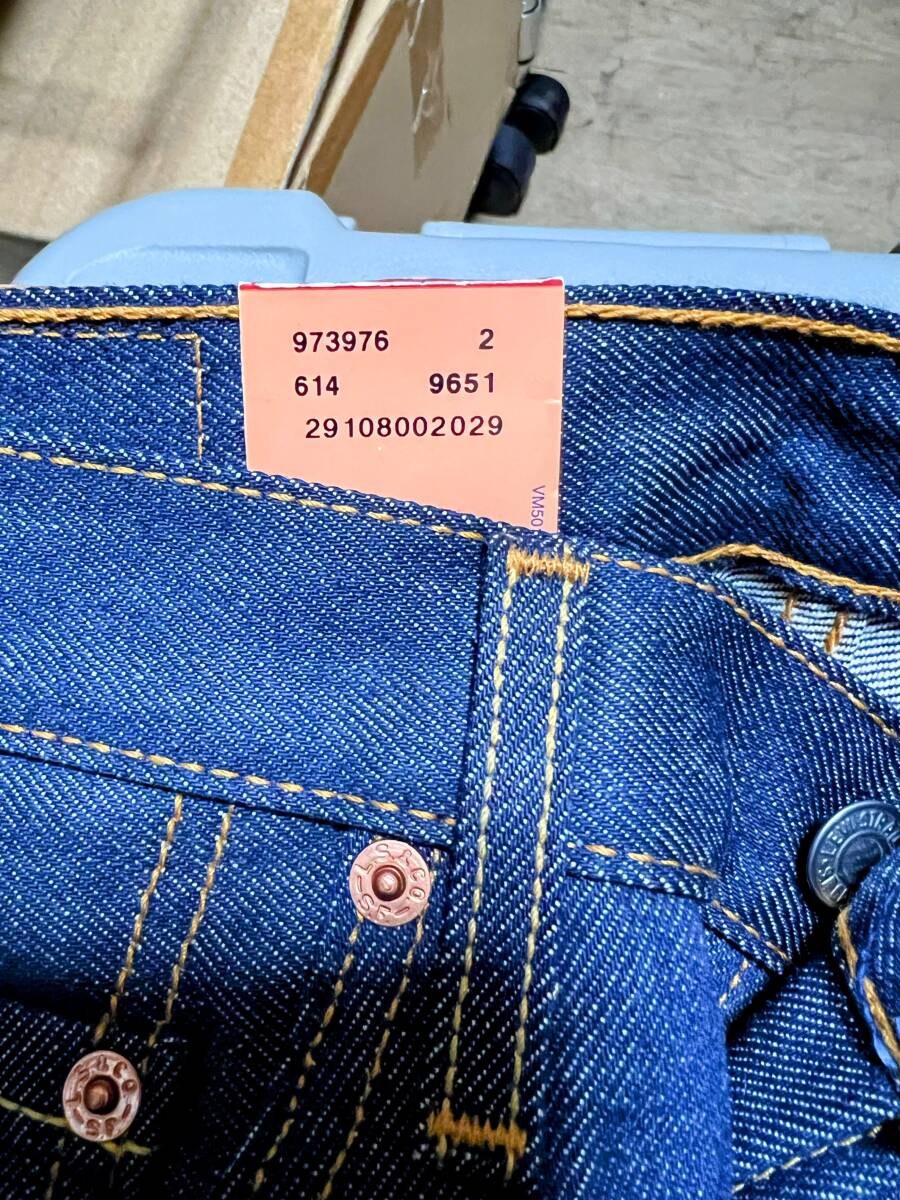 973976 2
614 9651
29108002029
VM50
L.S.&CO.
-S.F.-
L.S.&CO.
-S.F.-